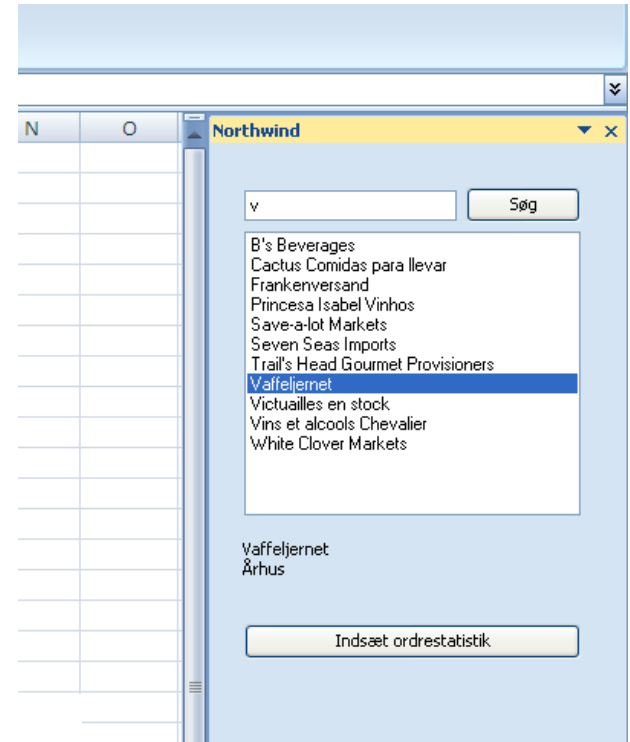 N O Northwind
v Søg
B's Beverages
Cactus Comidas para llevar
Frankenversand
Princesa Isabel Vinhos
Save-a-lot Markets
Seven Seas Imports
Trail's Head Gourmet Provisioners
Vaffeljernet
Victuailles en stock
Vins et alcools Chevalier
White Clover Markets
Vaffeljernet
Århus
Indsæt ordrestatistik